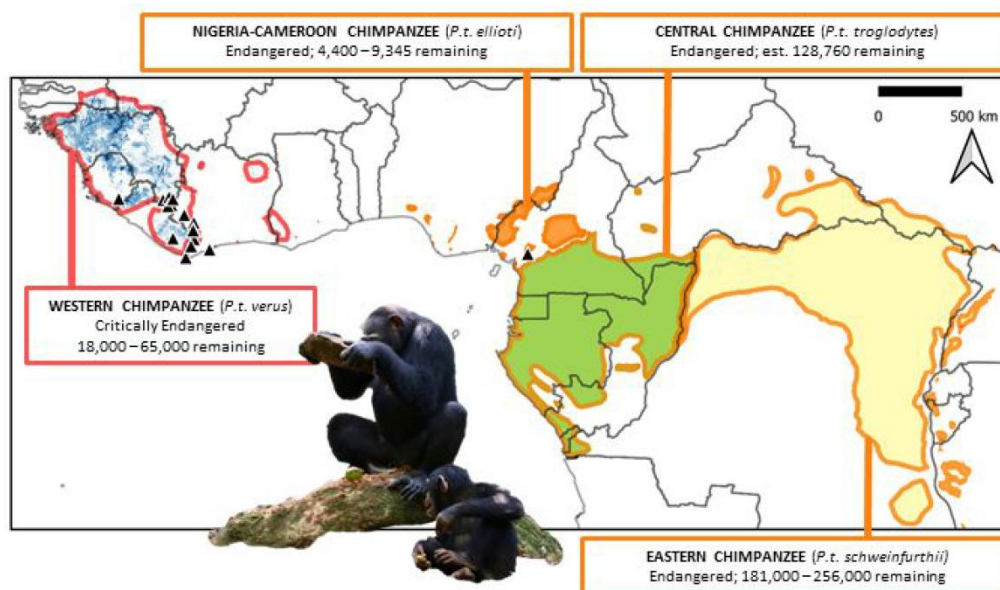 NIGERIA-CAMEROON CHIMPANZEE (P.t. ellioti)
Endangered; 4,400 – 9,345 remaining
CENTRAL CHIMPANZEE (P.t. troglodytes)
Endangered; est. 128,760 remaining
0 500 km
WESTERN CHIMPANZEE (P.t. verus)
Critically Endangered
18,000 – 65,000 remaining
EASTERN CHIMPANZEE (P.t. schweinfurthii)
Endangered; 181,000 – 256,000 remaining